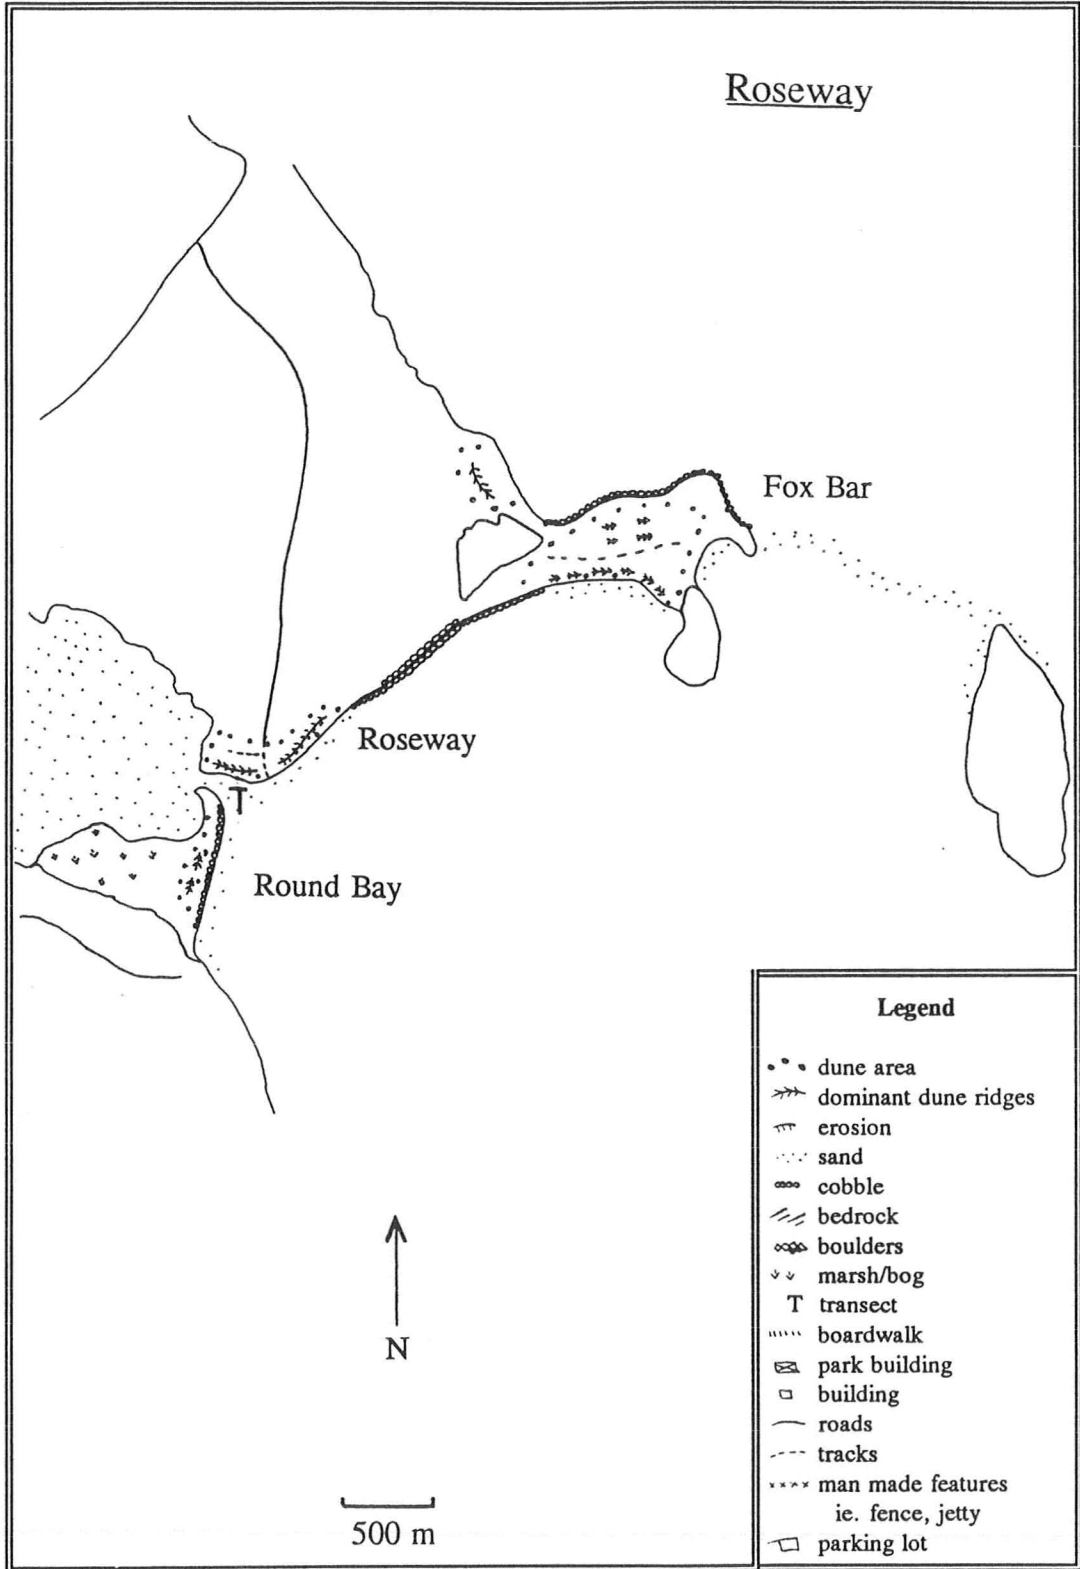 Roseway
Fox Bar
Roseway
T
Round Bay
N
500 m
Legend
dune area
dominant dune ridges
erosion
sand
cobble
bedrock
boulders
marsh/bog
T transect
boardwalk
park building
building
roads
tracks
man made features
ie. fence, jetty
parking lot